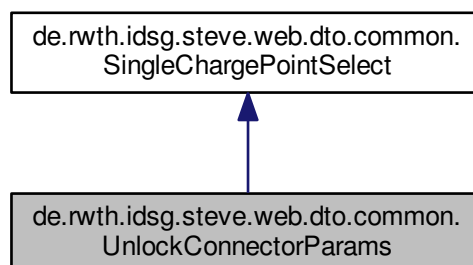 de.rwth.idsg.steve.web.dto.common.
SingleChargePointSelect
de.rwth.idsg.steve.web.dto.common.
UnlockConnectorParams